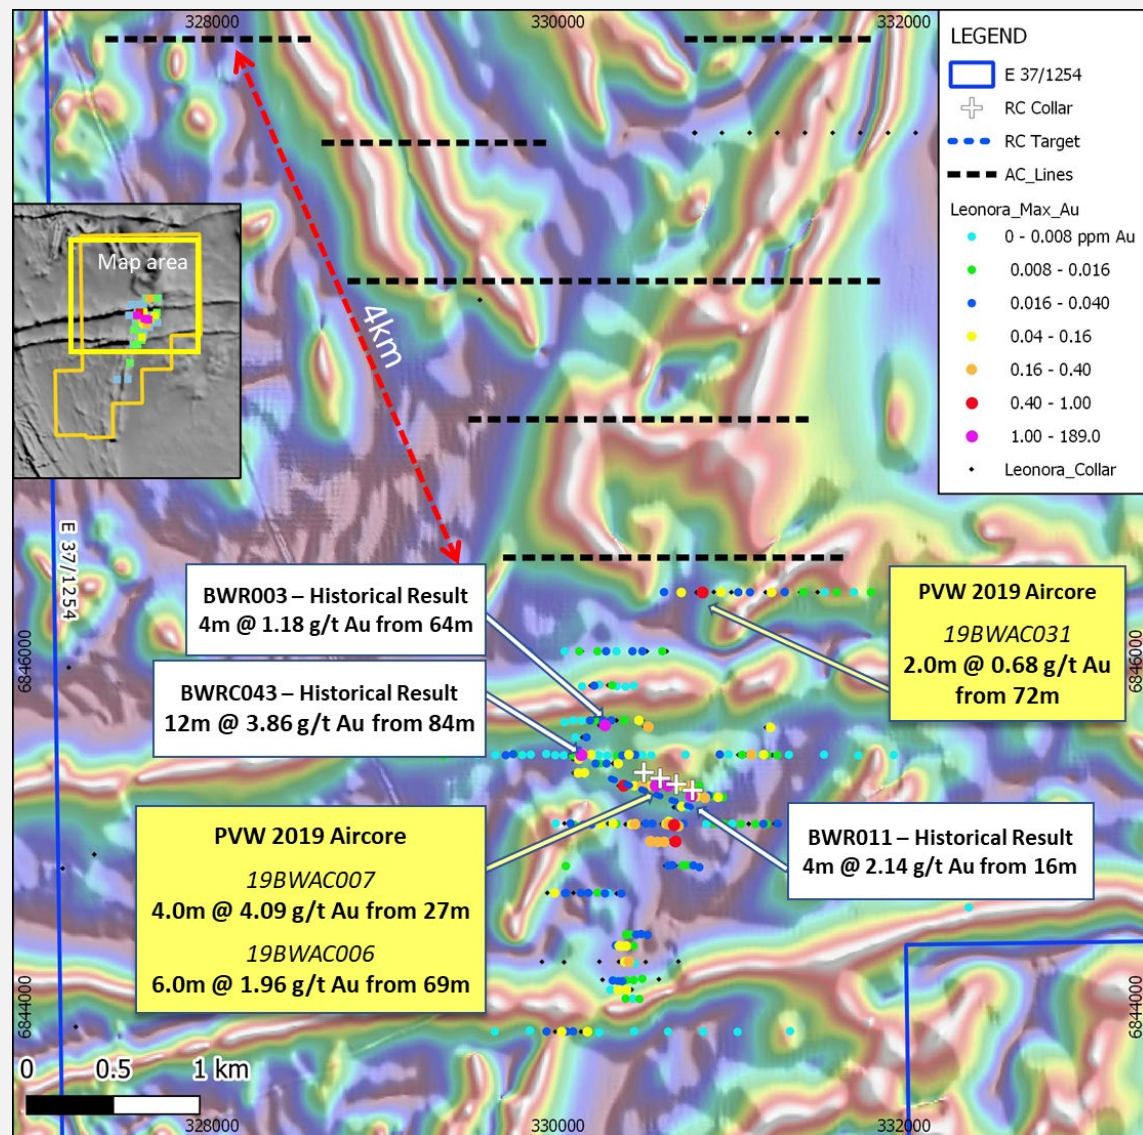 328000
330000
332000
LEGEND
E 37/1254
RC Collar
RC Target
AC_Lines
Leonora_Max_Au
0 - 0.008 ppm Au
0.008 - 0.016
0.016 - 0.040
0.04 - 0.16
0.16 - 0.40
0.40 - 1.00
1.00 - 189.0
Leonora_Collar
Map area
4km
E 37/1254
BWR003 – Historical Result
4m @ 1.18 g/t Au from 64m
BWRC043 – Historical Result
12m @ 3.86 g/t Au from 84m
PVW 2019 Aircore
19BWAC031
2.0m @ 0.68 g/t Au
from 72m
6846000
6846000
PVW 2019 Aircore
19BWAC007
4.0m @ 4.09 g/t Au from 27m
19BWAC006
6.0m @ 1.96 g/t Au from 69m
BWR011 – Historical Result
4m @ 2.14 g/t Au from 16m
6844000
6844000
0 0.5 1 km
328000
330000
332000